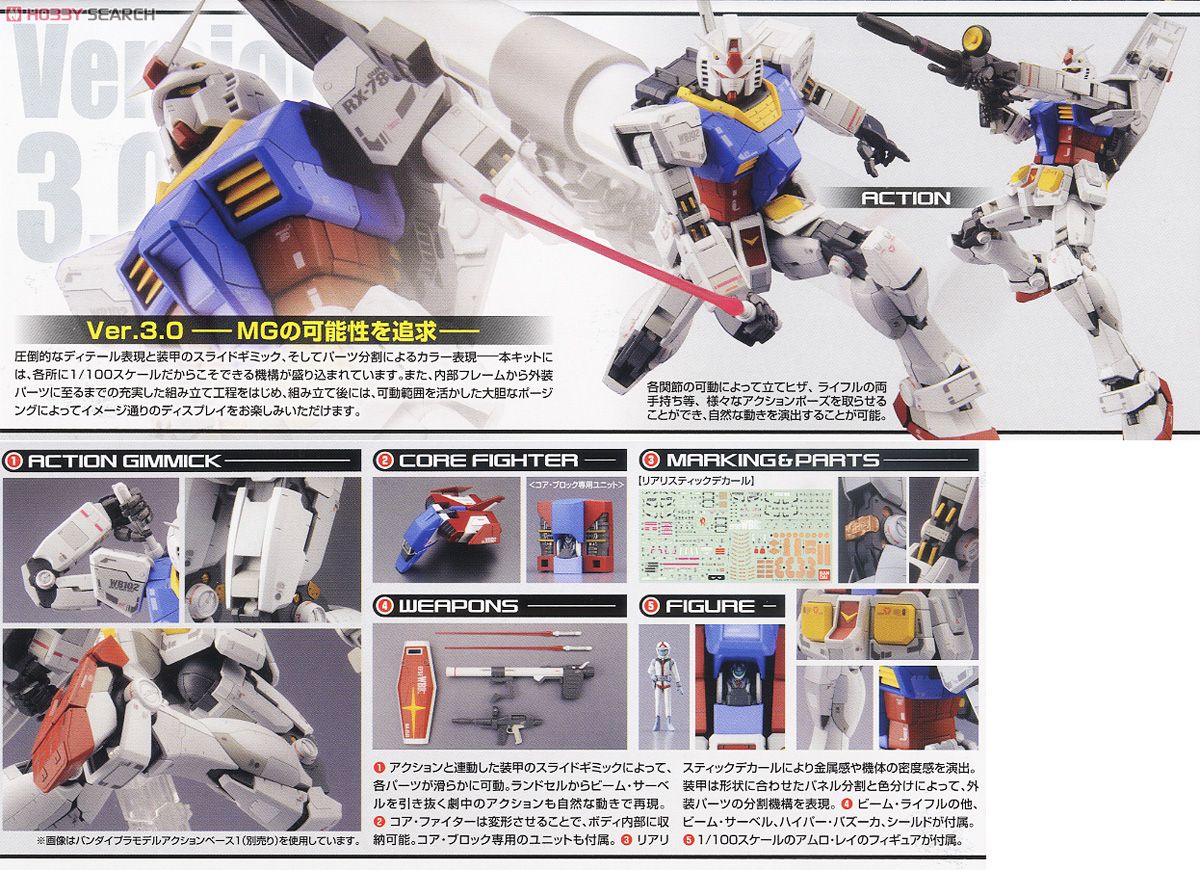 HOBBY SEARCH
Version
3.0
RX-78
WB102
ACTION
Ver.3.0 ──MGの可能性を追求──
圧倒的なディテール表現と装甲のスライドギミック、そしてパーツ分割によるカラー表現──本キットに
は、各所に1/100スケールだからこそできる機構が盛り込まれています。また、内部フレームから外装
パーツに至るまでの充実した組み立て工程をはじめ、組み立て後には、可動範囲を活かした大胆なポージ
ングによってイメージ通りのディスプレイをお楽しみいただけます。
各関節の可動によって立てヒザ、ライフルの両
手持ち等、様々なアクションポーズを取らせる
ことができ、自然な動きを演出することが可能。
① ACTION GIMMICK
WB102
※画像はバンダイプラモデルアクションベース1(別売り)を使用しています。
② CORE FIGHTER
<コア・ブロック専用ユニット>
③ MARKING&PARTS
【リアリスティックデカール】
④ WEAPONS
⑤ FIGURE
① アクションと連動した装甲のスライドギミックによって、
各パーツが滑らかに可動。ランドセルからビーム・サーベ
ルを引き抜く劇中のアクションも自然な動きで再現。
② コア・ファイターは変形させることで、ボディ内部に収
納可能。コア・ブロック専用のユニットも付属。③ リアリ
スティックデカールにより金属感や機体の密度感を演出。
装甲は形状に合わせたパネル分割と色分けによって、外
装パーツの分割機構を表現。④ ビーム・ライフルの他、
ビーム・サーベル、ハイパー・バズーカ、シールドが付属。
⑤ 1/100スケールのアムロ・レイのフィギュアが付属。